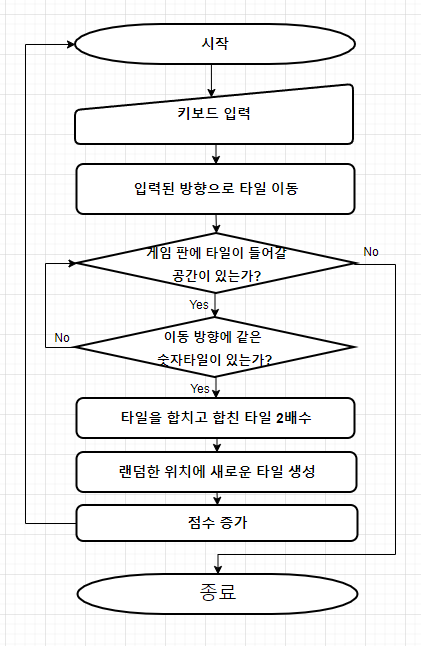 시작
키보드 입력
입력된 방향으로 타일 이동
게임 판에 타일이 들어갈
공간이 있는가?
No
Yes
이동 방향에 같은
숫자타일이 있는가?
No
Yes
타일을 합치고 합친 타일 2배수
랜덤한 위치에 새로운 타일 생성
점수 증가
종료